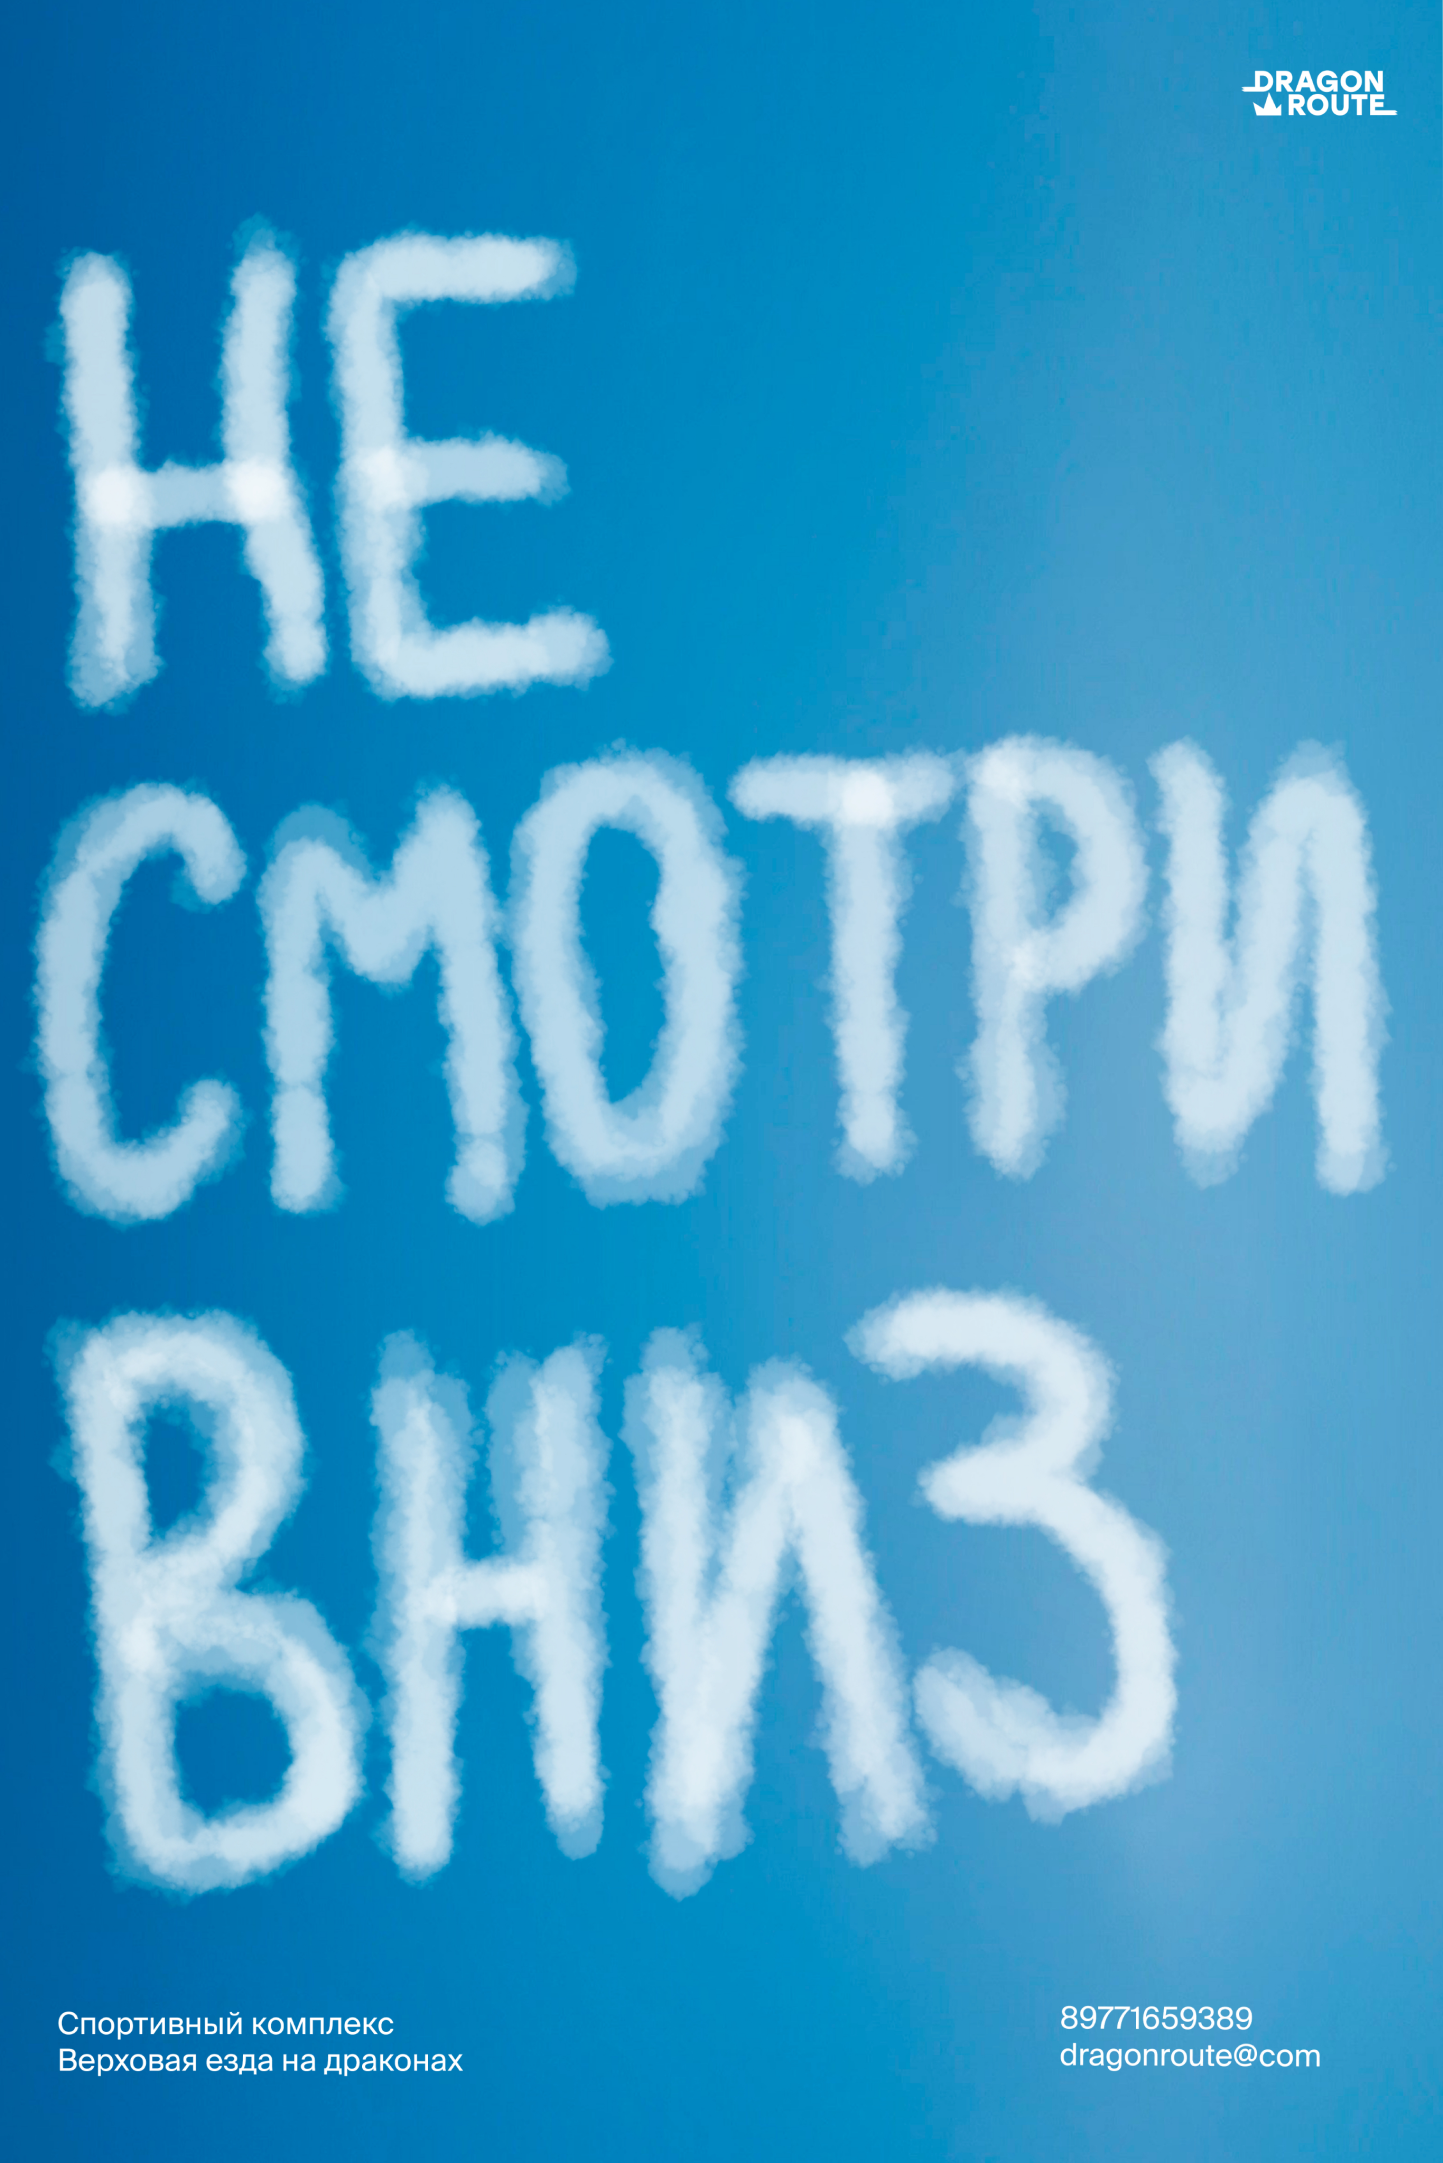 DRAGON
ROUTE
НЕ
СМОТРИ
ВНИЗ
Спортивный комплекс
Верховая езда на драконах
89771659389
dragonroute@com